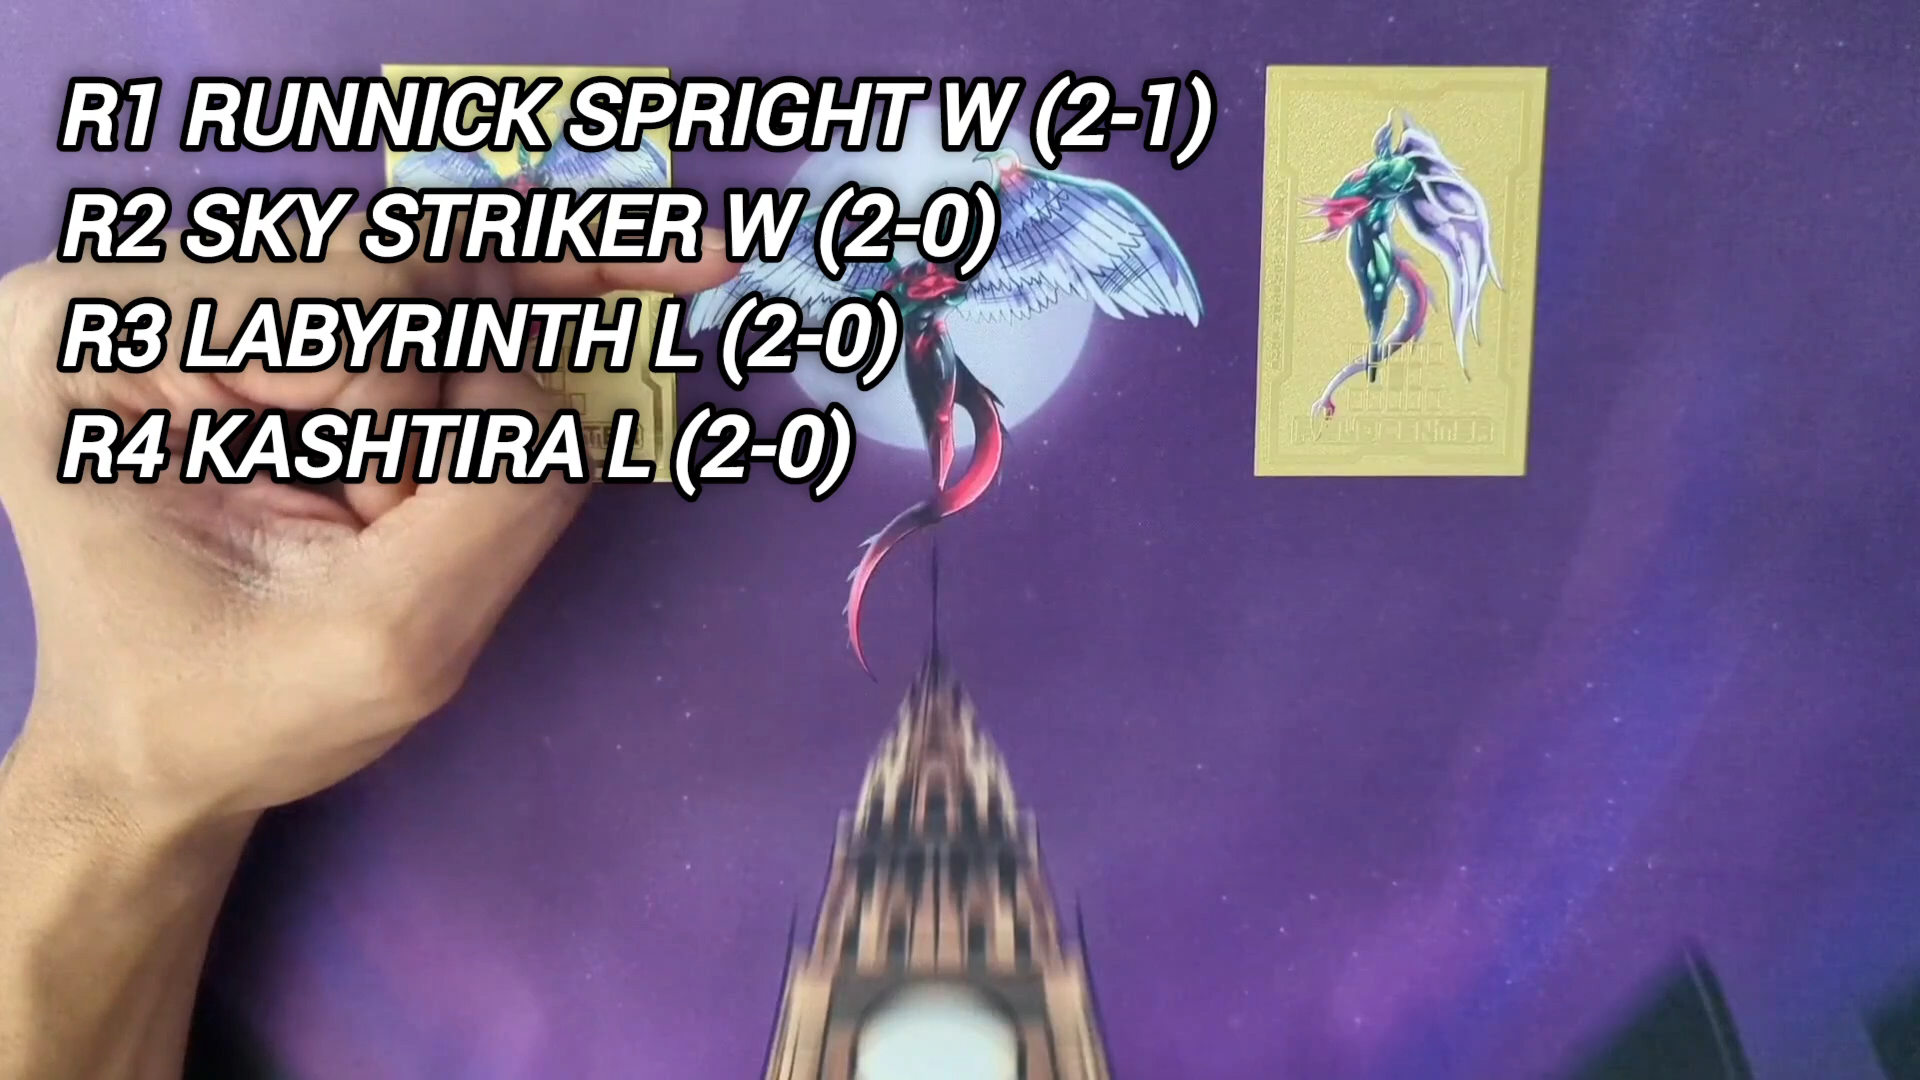 R1 RUNNICK SPRIGHT W (2-1)
R2 SKY STRIKER W (2-0)
R3 LABYRINTH L (2-0)
R4 KASHTIRA L (2-0)